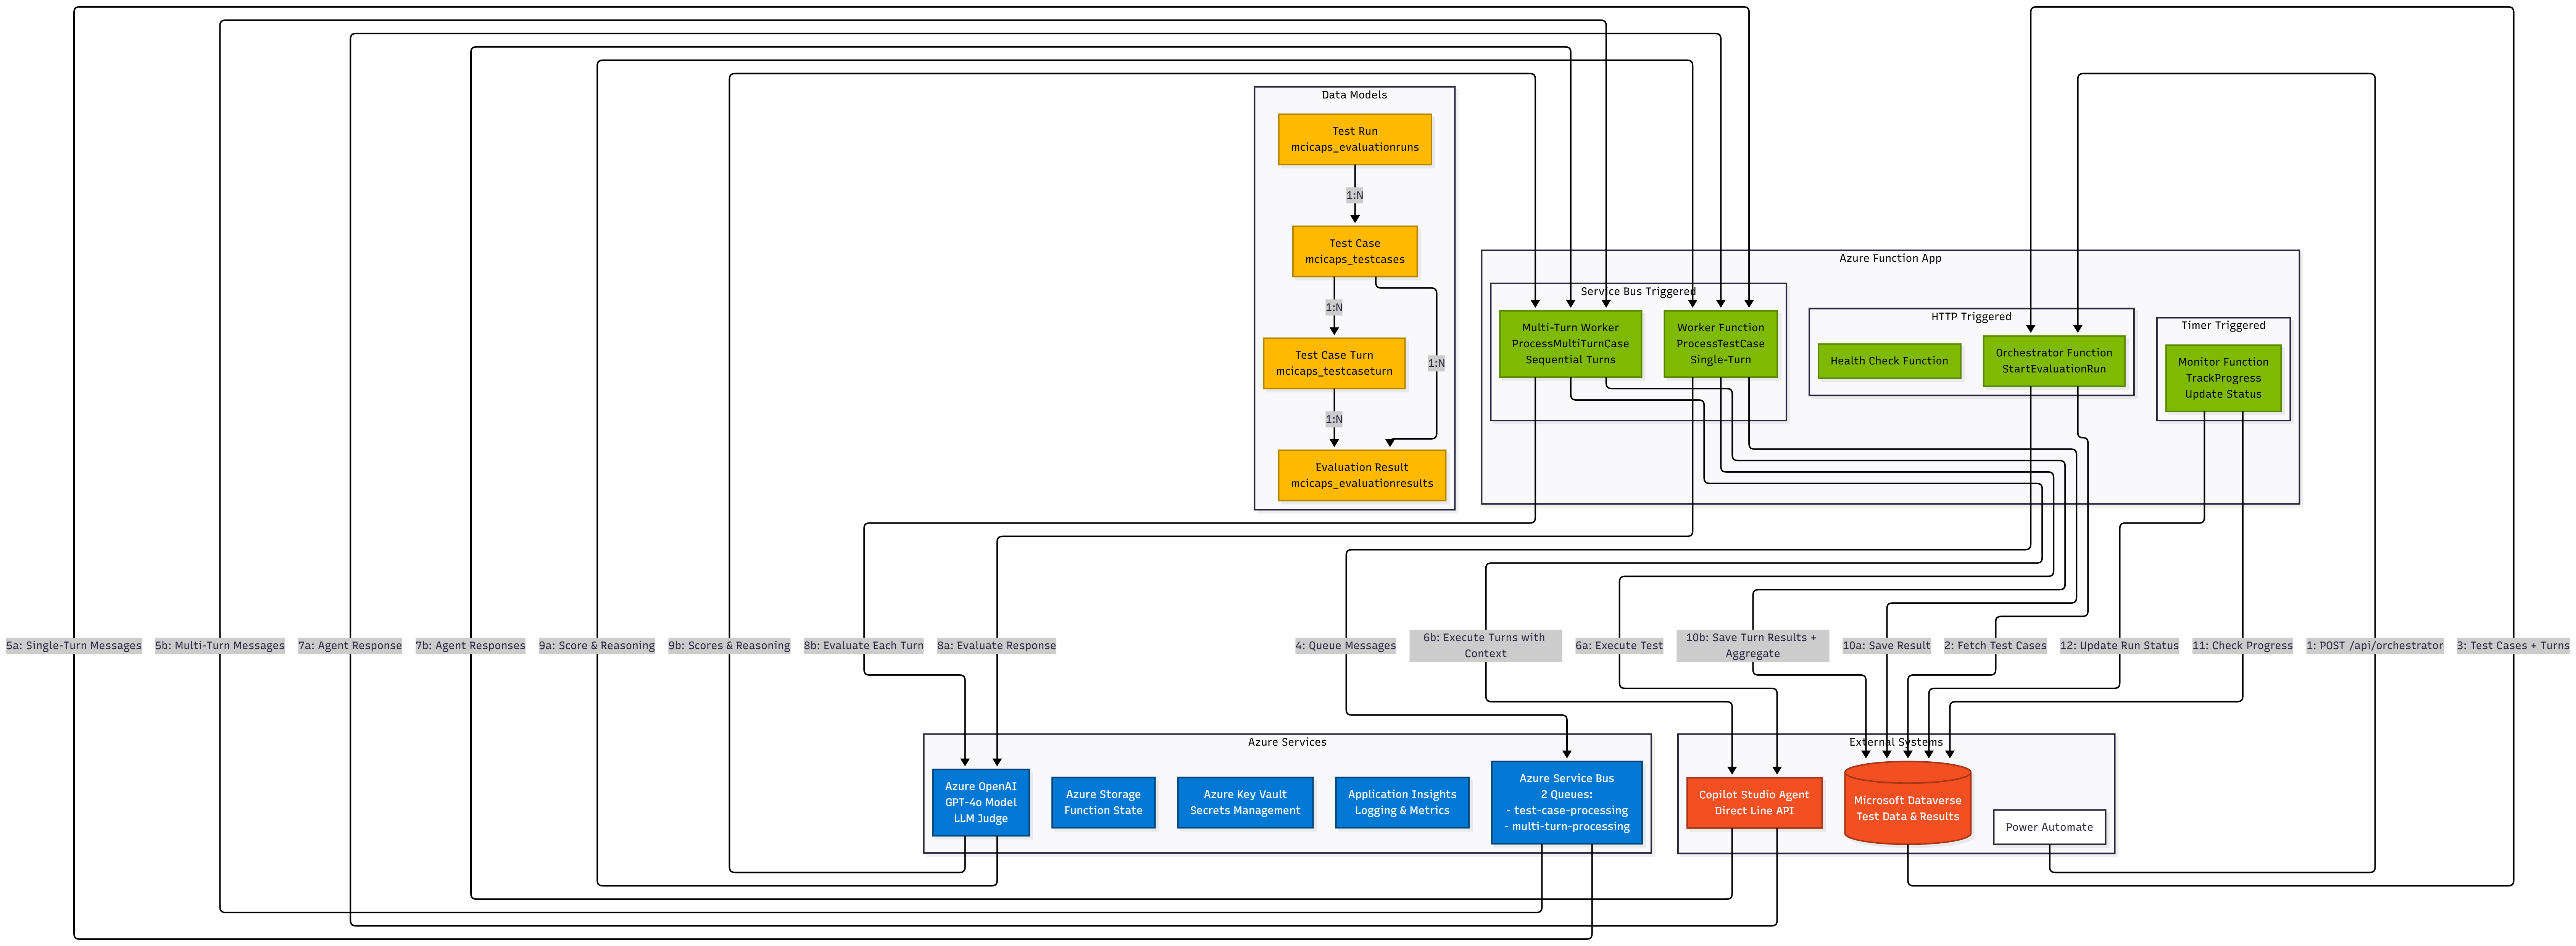 Data Models
Test Run
mcicaps_evaluationruns
1:N
Test Case
mcicaps_testcases
1:N
1:N
Test Case Turn
mcicaps_testcaseturn
1:N
Evaluation Result
mcicaps_evaluationresults
Azure Function App
Service Bus Triggered
Multi-Turn Worker
ProcessMultiTurnCase
Sequential Turns
Worker Function
ProcessTestCase
Single-Turn
HTTP Triggered
Health Check Function
Orchestrator Function
StartEvaluationRun
Timer Triggered
Monitor Function
TrackProgress
Update Status
5a: Single-Turn Messages
5b: Multi-Turn Messages
7a: Agent Response
7b: Agent Responses
9a: Score & Reasoning
9b: Scores & Reasoning
8b: Evaluate Each Turn
8a: Evaluate Response
4: Queue Messages
6b: Execute Turns with
Context
6a: Execute Test
10b: Save Turn Results +
Aggregate
10a: Save Result
2: Fetch Test Cases
12: Update Run Status
11: Check Progress
1: POST /api/orchestrator
3: Test Cases + Turns
Azure Services
Azure OpenAI
GPT-4o Model
LLM Judge
Azure Storage
Function State
Azure Key Vault
Secrets Management
Application Insights
Logging & Metrics
Azure Service Bus
2 Queues:
- test-case-processing
- multi-turn-processing
External Systems
Copilot Studio Agent
Direct Line API
Microsoft Dataverse
Test Data & Results
Power Automate